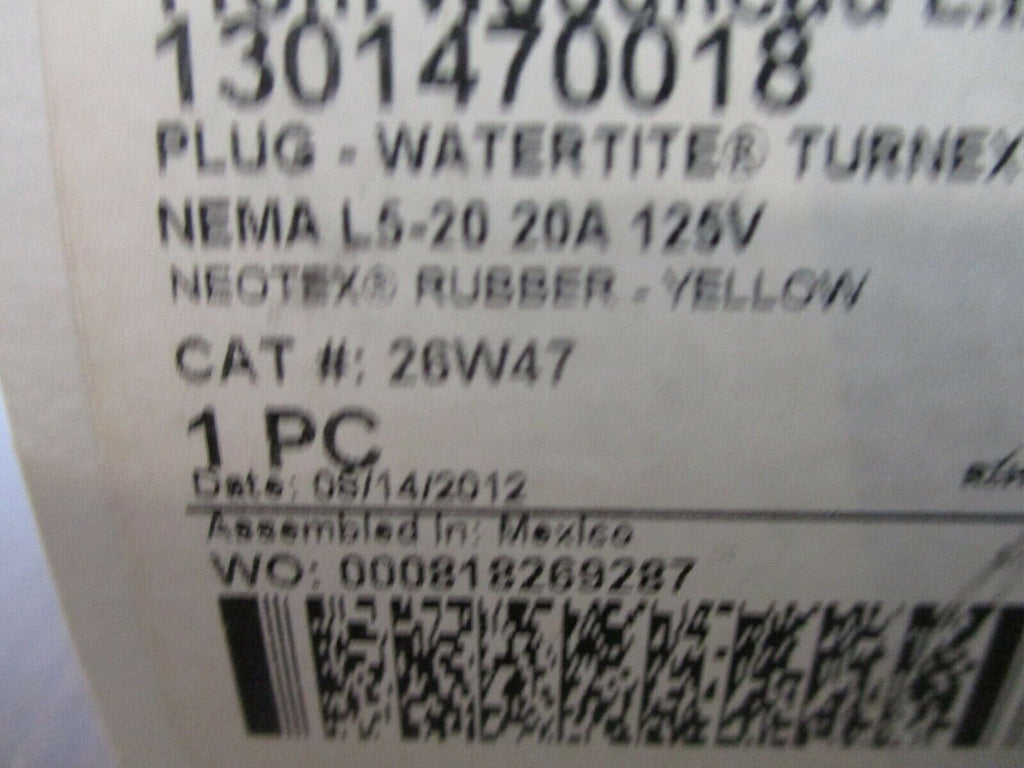 1301470018
PLUG - WATERTITE® TURNEX
NEMA L5-20 20A 125V
NEOTEX® RUBBER - YELLOW
CAT #: 26W47
1 PC
Date: 08/14/2012
Assembled In: Mexico
WO: 000818269287